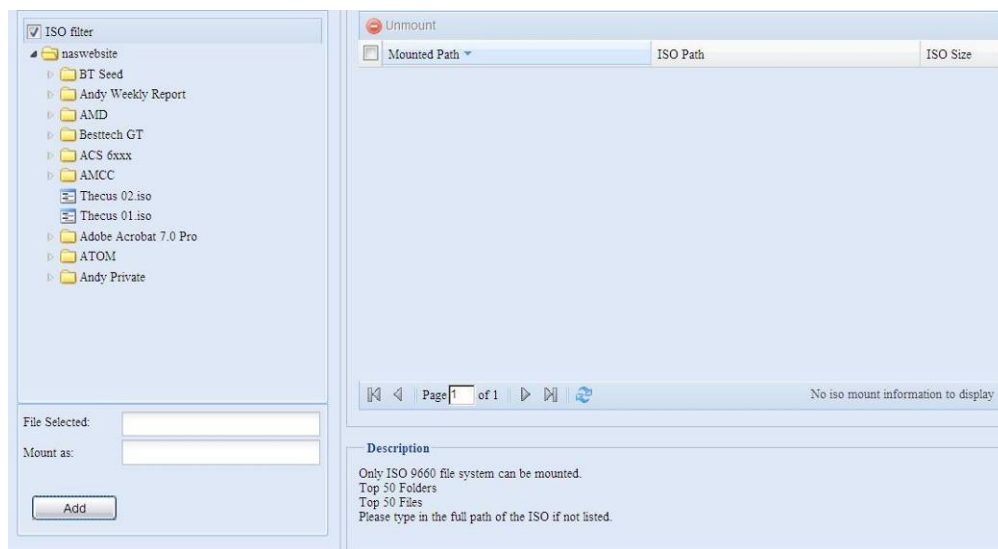 ISO filter
naswebsite
BT Seed
Andy Weekly Report
AMD
Besttech GT
ACS 6xxx
AMCC
Thecus 02.iso
Thecus 01.iso
Adobe Acrobat 7.0 Pro
ATOM
Andy Private
File Selected:
Mount as:
Add
Unmount
Mounted Path ISO Path ISO Size
Page 1 of 1 No iso mount information to display
Description
Only ISO 9660 file system can be mounted.
Top 50 Folders
Top 50 Files
Please type in the full path of the ISO if not listed.